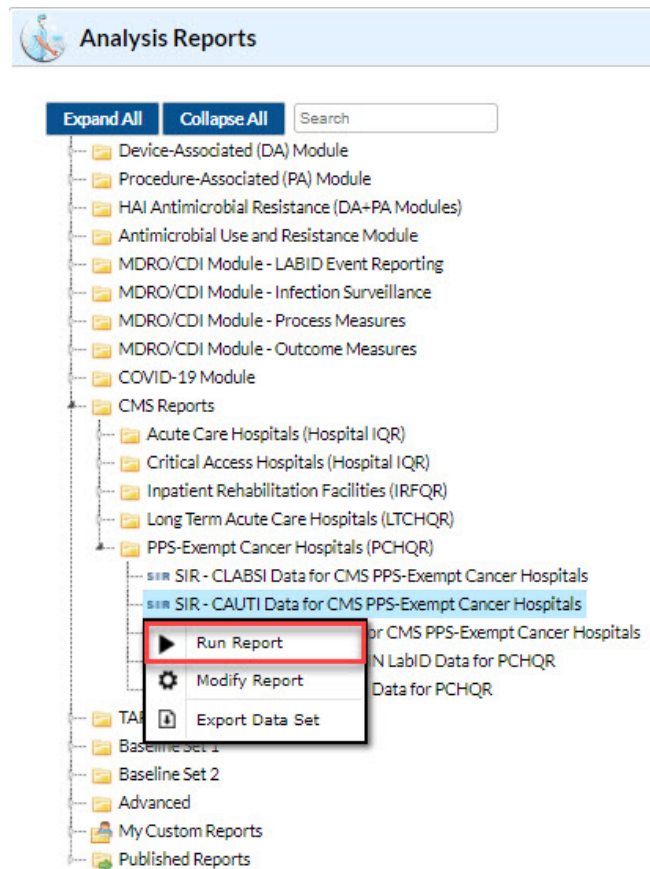 Analysis Reports
Expand All Collapse All Search
Device-Associated (DA) Module
Procedure-Associated (PA) Module
HAI Antimicrobial Resistance (DA+PA Modules)
Antimicrobial Use and Resistance Module
MDRO/CDI Module - LABID Event Reporting
MDRO/CDI Module - Infection Surveillance
MDRO/CDI Module - Process Measures
MDRO/CDI Module - Outcome Measures
COVID-19 Module
CMS Reports
Acute Care Hospitals (Hospital IQR)
Critical Access Hospitals (Hospital IQR)
Inpatient Rehabilitation Facilities (IRFQR)
Long Term Acute Care Hospitals (LTCHQR)
PPS-Exempt Cancer Hospitals (PCHQR)
SIR SIR - CLABSI Data for CMS PPS-Exempt Cancer Hospitals
SIR SIR - CAUTI Data for CMS PPS-Exempt Cancer Hospitals
Run Report or CMS PPS-Exempt Cancer Hospitals
IN LabID Data for PCHQR
Modify Report Data for PCHQR
Export Data Set
TA
Baseline Set 1
Baseline Set 2
Advanced
My Custom Reports
Published Reports